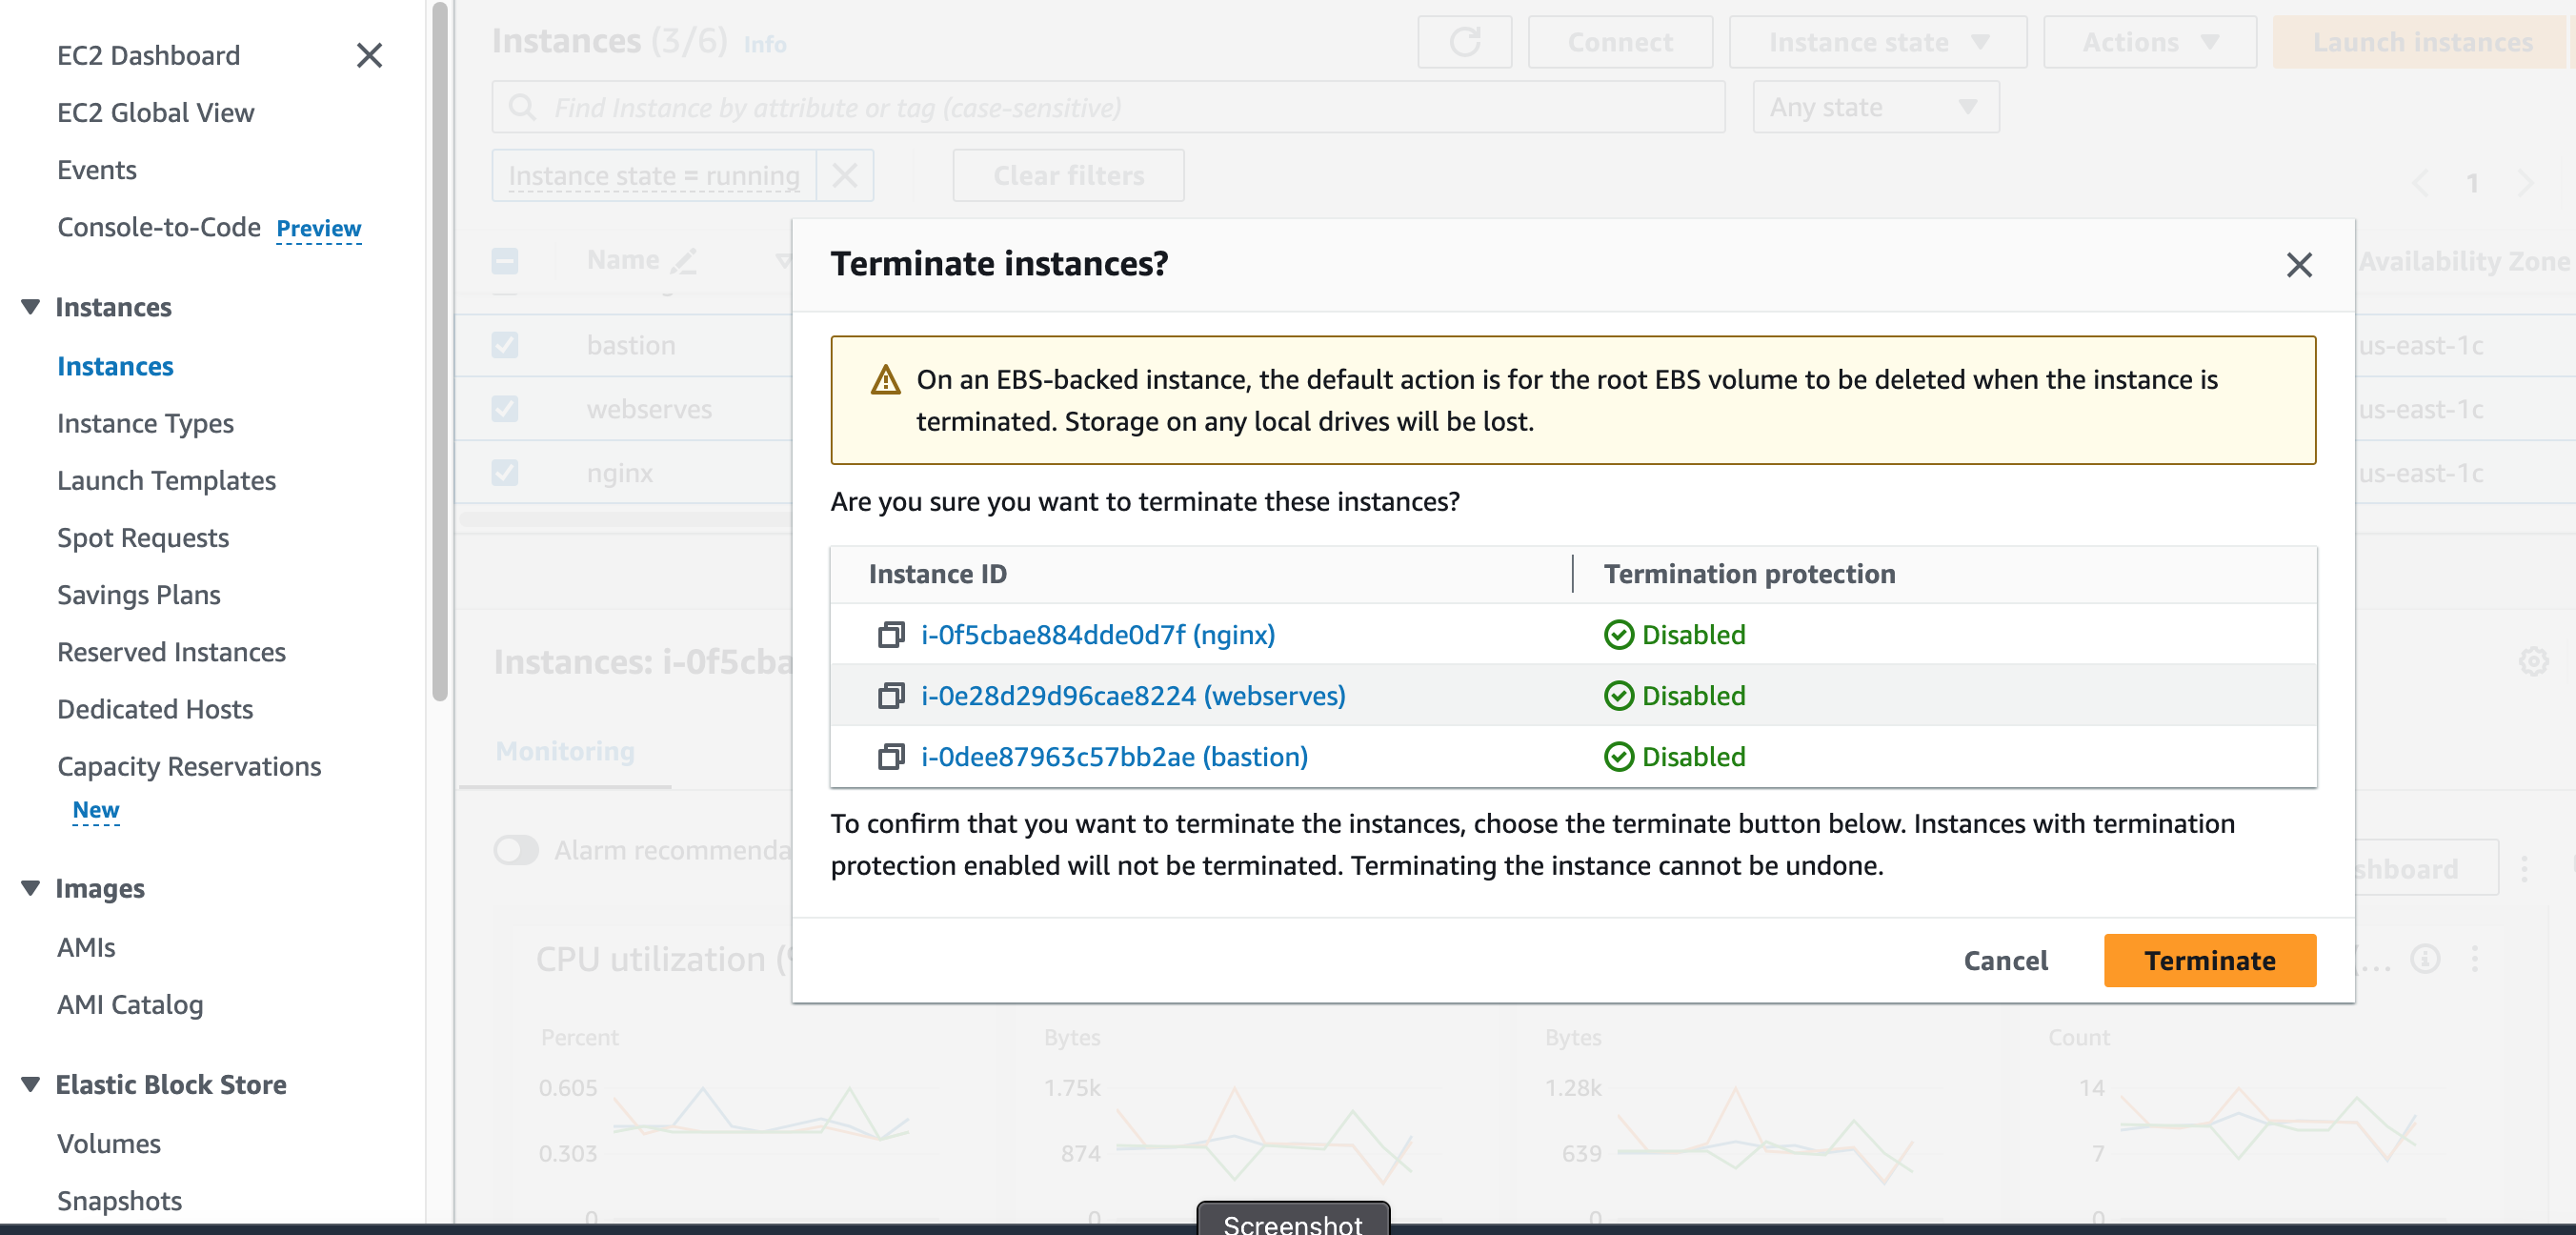 EC2 Dashboard
EC2 Global View
Events
Console-to-Code Preview
Instances
Instances
Instance Types
Launch Templates
Spot Requests
Savings Plans
Reserved Instances
Dedicated Hosts
Capacity Reservations
New
Images
AMIs
AMI Catalog
Elastic Block Store
Volumes
Snapshots
Instances (3/6) Info
Connect
Instance state
Actions
Launch instances
Find Instance by attribute or tag (case-sensitive)
Any state
Instance state = running
Clear filters
1
Name
Availability Zone
bastion
us-east-1c
webserves
us-east-1c
nginx
us-east-1c
Terminate instances?
On an EBS-backed instance, the default action is for the root EBS volume to be deleted when the instance is
terminated. Storage on any local drives will be lost.
Are you sure you want to terminate these instances?
Instance ID Termination protection
i-0f5cbae884dde0d7f (nginx) Disabled
i-0e28d29d96cae8224 (webserves) Disabled
i-0dee87963c57bb2ae (bastion) Disabled
To confirm that you want to terminate the instances, choose the terminate button below. Instances with termination
protection enabled will not be terminated. Terminating the instance cannot be undone.
Cancel Terminate
Instances: i-0f5cba
Monitoring
Alarm recommenda
shboard
CPU utilization (
...
Percent
0.605
0.303
0
Bytes
1.75k
874
0
Bytes
1.28k
639
0
Count
14
7
0
Screenshot